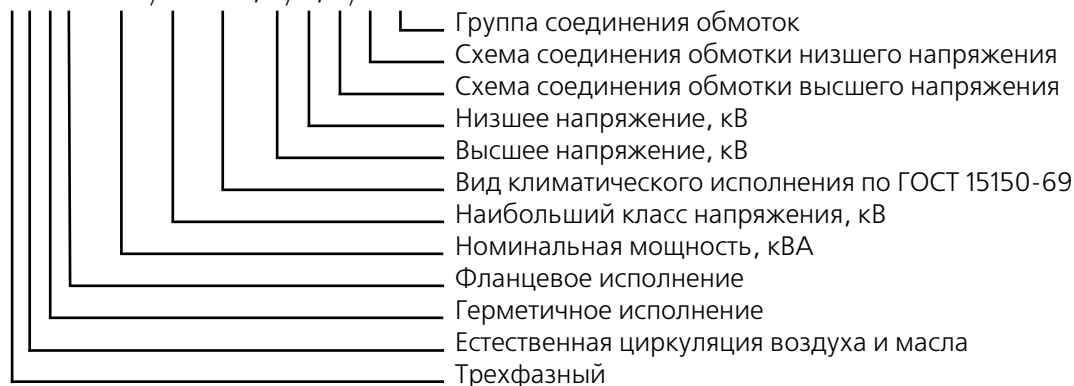 Группа соединения обмоток
Схема соединения обмотки низшего напряжения
Схема соединения обмотки высшего напряжения
Низшее напряжение, кВ
Высшее напряжение, кВ
Вид климатического исполнения по ГОСТ 15150-69
Наибольший класс напряжения, кВ
Номинальная мощность, кВА
Фланцевое исполнение
Герметичное исполнение
Естественная циркуляция воздуха и масла
Трехфазный